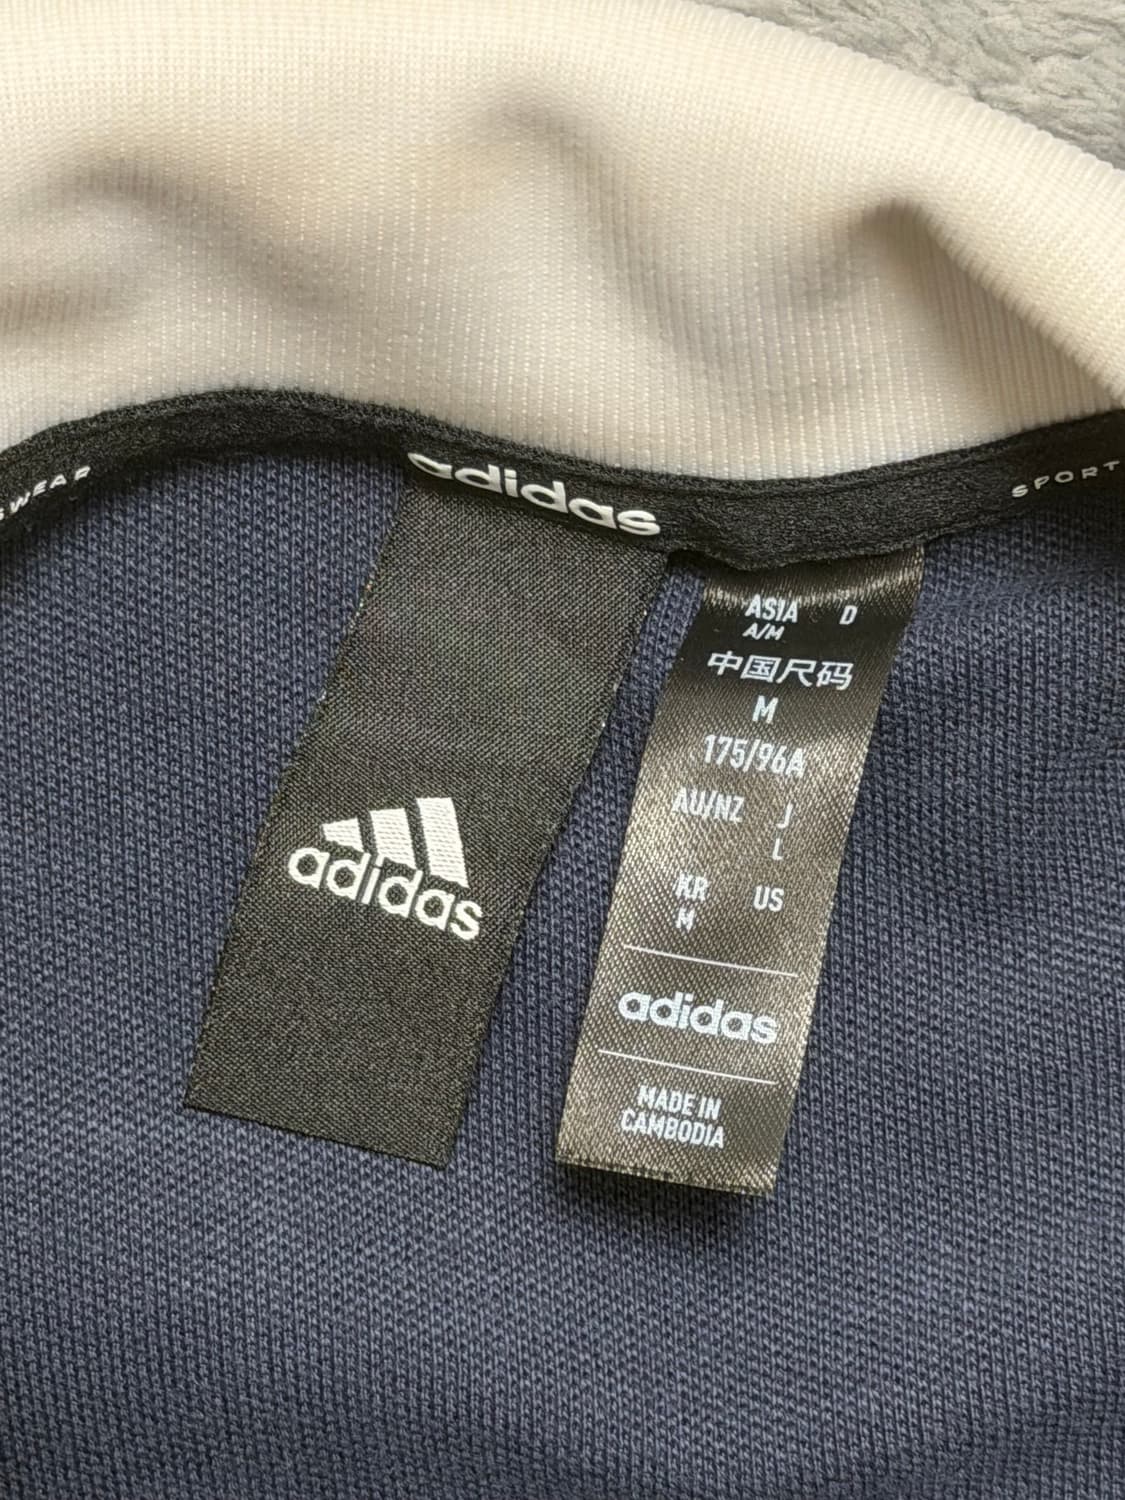 SWEAR
adidas
SPORT
adidas
ASIA D
A/M
中国尺码
M
175/96A
AU/NZ J
L
KR US
M
adidas
MADE IN
CAMBODIA